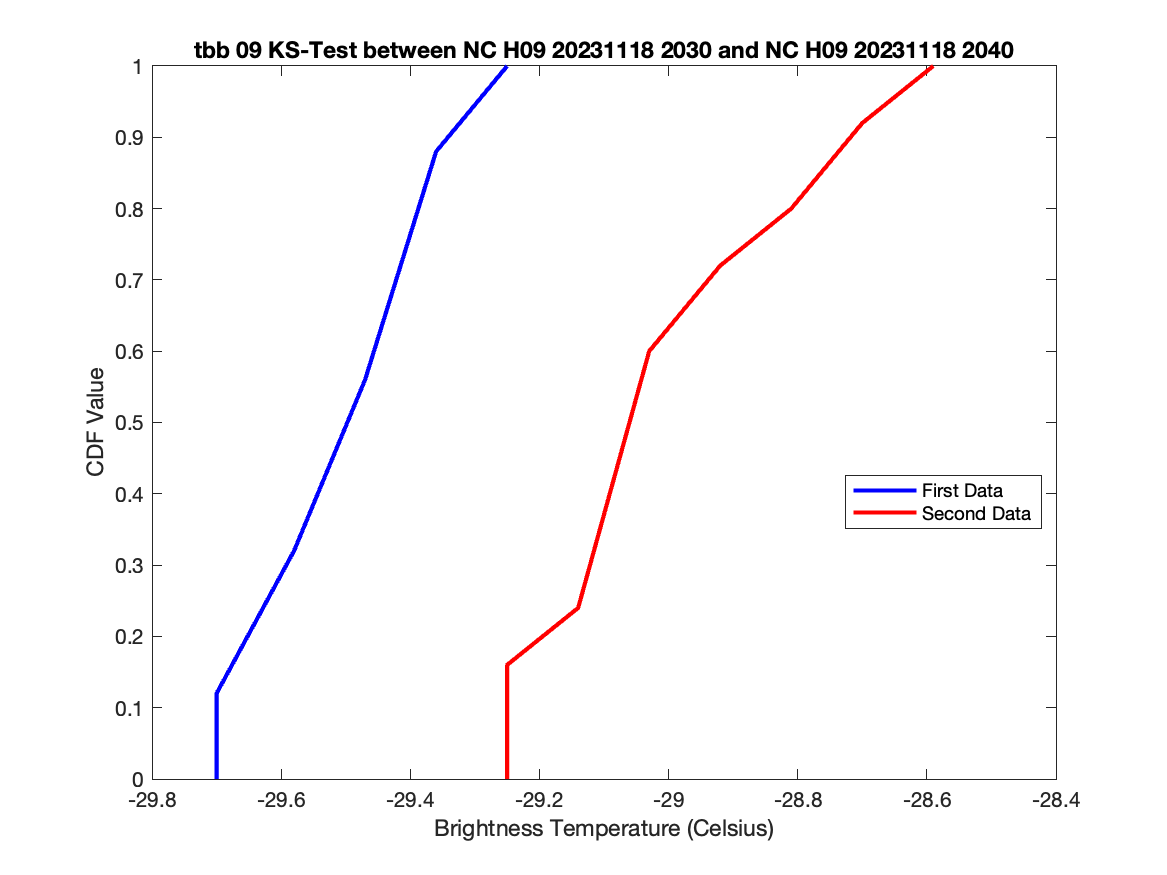 tbb 09 KS-Test between NC H09 20231118 2030 and NC H09 20231118 2040
1
0.9
0.8
0.7
0.6
0.5
0.4
0.3
0.2
0.1
0
CDF Value
First Data
Second Data
-29.8 -29.6 -29.4 -29.2 -29 -28.8 -28.6 -28.4
Brightness Temperature (Celsius)